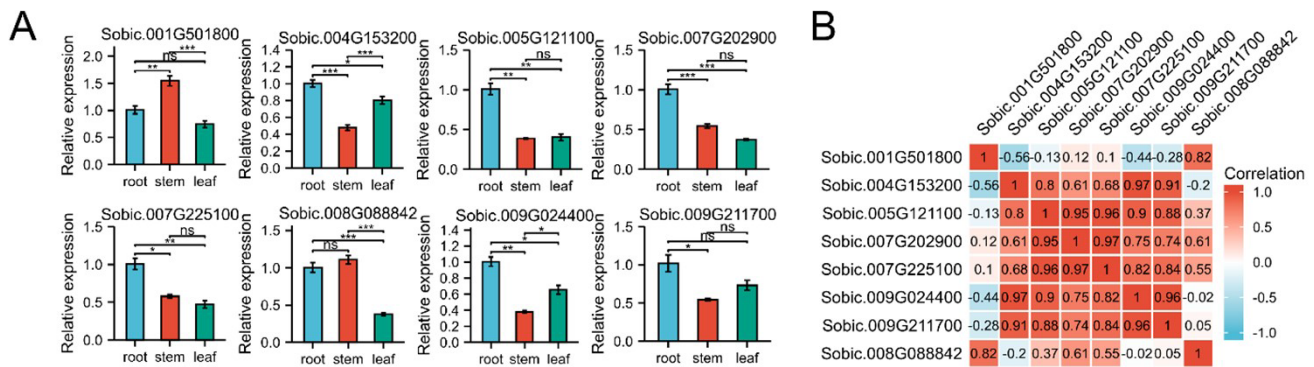 A
Sobic.001G501800
Relative expression
2.0
1.5
1.0
0.5
0.0
***
ns
**
root stem leaf
Sobic.004G153200
Relative expression
1.4
1.2
1.0
0.8
0.6
0.4
0.2
0.0
***
*
***
root stem leaf
Sobic.005G121100
Relative expression
1.5
1.0
0.5
0.0
ns
**
**
root stem leaf
Sobic.007G202900
Relative expression
1.5
1.0
0.5
0.0
ns
***
***
root stem leaf
Sobic.007G225100
Relative expression
1.5
1.0
0.5
0.0
ns
**
*
root stem leaf
Sobic.008G088842
Relative expression
1.5
1.0
0.5
0.0
***
***
ns
root stem leaf
Sobic.009G024400
Relative expression
1.4
1.2
1.0
0.8
0.6
0.4
0.2
0.0
*
*
**
root stem leaf
Sobic.009G211700
Relative expression
1.5
1.0
0.5
0.0
ns
ns
*
root stem leaf
B
Sobic.001G501800
Sobic.004G153200
Sobic.005G121100
Sobic.007G202900
Sobic.007G225100
Sobic.009G024400
Sobic.009G211700
Sobic.008G088842
Sobic.001G501800 1 -0.56 -0.13 0.12 0.1 -0.44 -0.28 0.82
Sobic.004G153200 -0.56 1 0.8 0.61 0.68 0.97 0.91 -0.2
Sobic.005G121100 -0.13 0.8 1 0.95 0.96 0.9 0.88 0.37
Sobic.007G202900 0.12 0.61 0.95 1 0.97 0.75 0.74 0.61
Sobic.007G225100 0.1 0.68 0.96 0.97 1 0.82 0.84 0.55
Sobic.009G024400 -0.44 0.97 0.9 0.75 0.82 1 0.96 -0.02
Sobic.009G211700 -0.28 0.91 0.88 0.74 0.84 0.96 1 0.05
Sobic.008G088842 0.82 -0.2 0.37 0.61 0.55 -0.02 0.05 1
Correlation
1.0
0.5
0.0
-0.5
-1.0